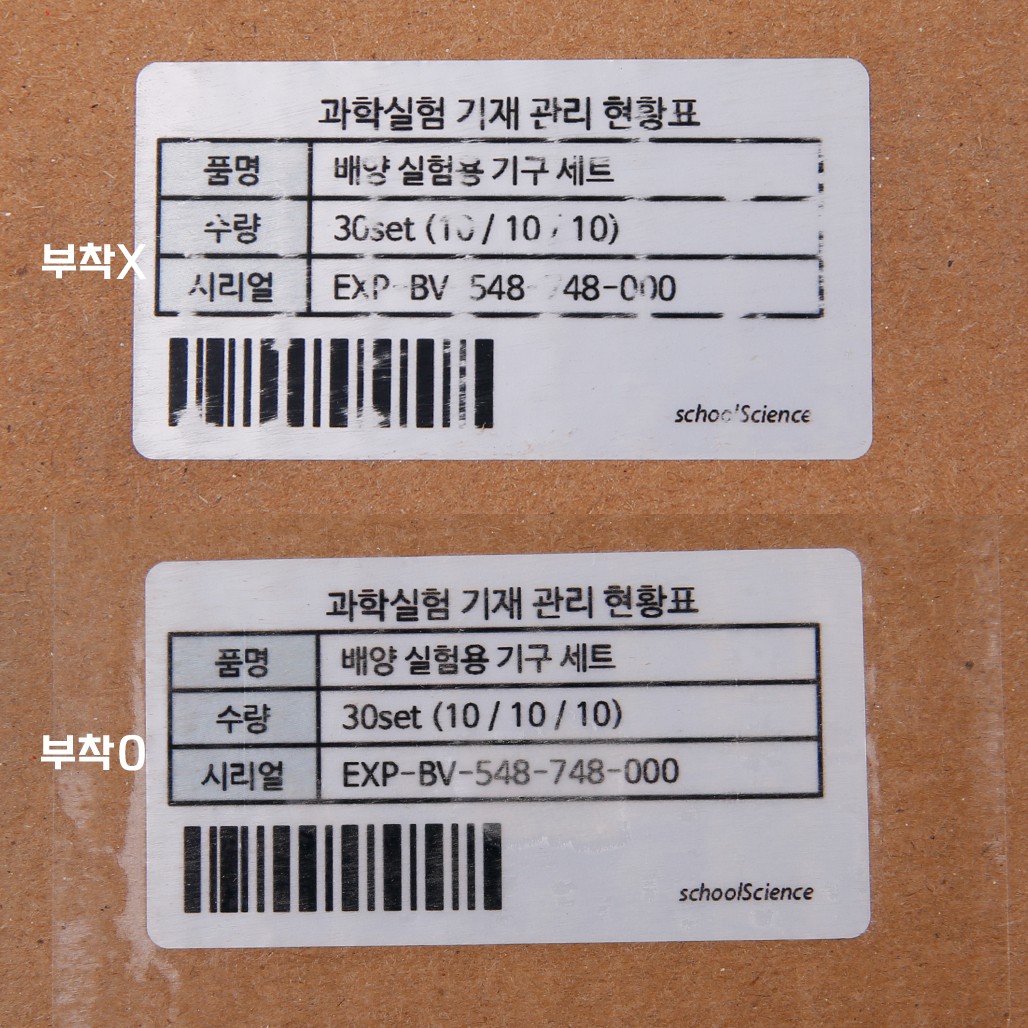 과학실험 기재 관리 현황표
품명 배양 실험용 기구 세트
수량 30set (10 / 10 / 10)
부착X
시리얼 EXP-BV-548-748-000
schoolScience
과학실험 기재 관리 현황표
품명 배양 실험용 기구 세트
수량 30set (10 / 10 / 10)
부착O
시리얼 EXP-BV-548-748-000
schoolScience